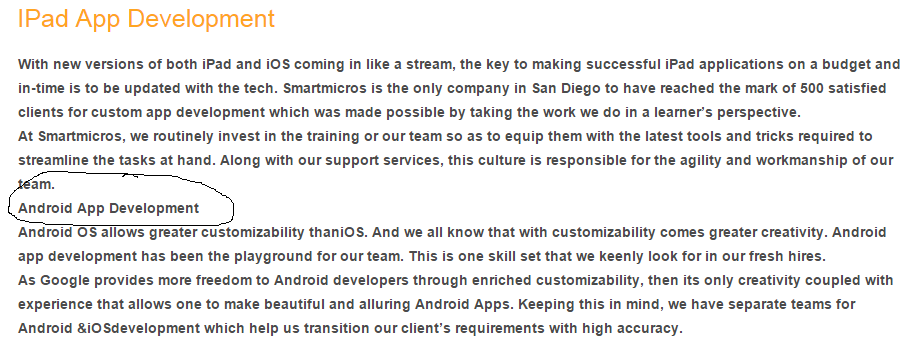 IPad App Development
With new versions of both iPad and iOS coming in like a stream, the key to making successful iPad applications on a budget and
in-time is to be updated with the tech. Smartmicros is the only company in San Diego to have reached the mark of 500 satisfied
clients for custom app development which was made possible by taking the work we do in a learner's perspective.
At Smartmicros, we routinely invest in the training or our team so as to equip them with the latest tools and tricks required to
streamline the tasks at hand. Along with our support services, this culture is responsible for the agility and workmanship of our
team.
Android App Development
Android OS allows greater customizability thaniOS. And we all know that with customizability comes greater creativity. Android
app development has been the playground for our team. This is one skill set that we keenly look for in our fresh hires.
As Google provides more freedom to Android developers through enriched customizability, then its only creativity coupled with
experience that allows one to make beautiful and alluring Android Apps. Keeping this in mind, we have separate teams for
Android &iOSdevelopment which help us transition our client's requirements with high accuracy.